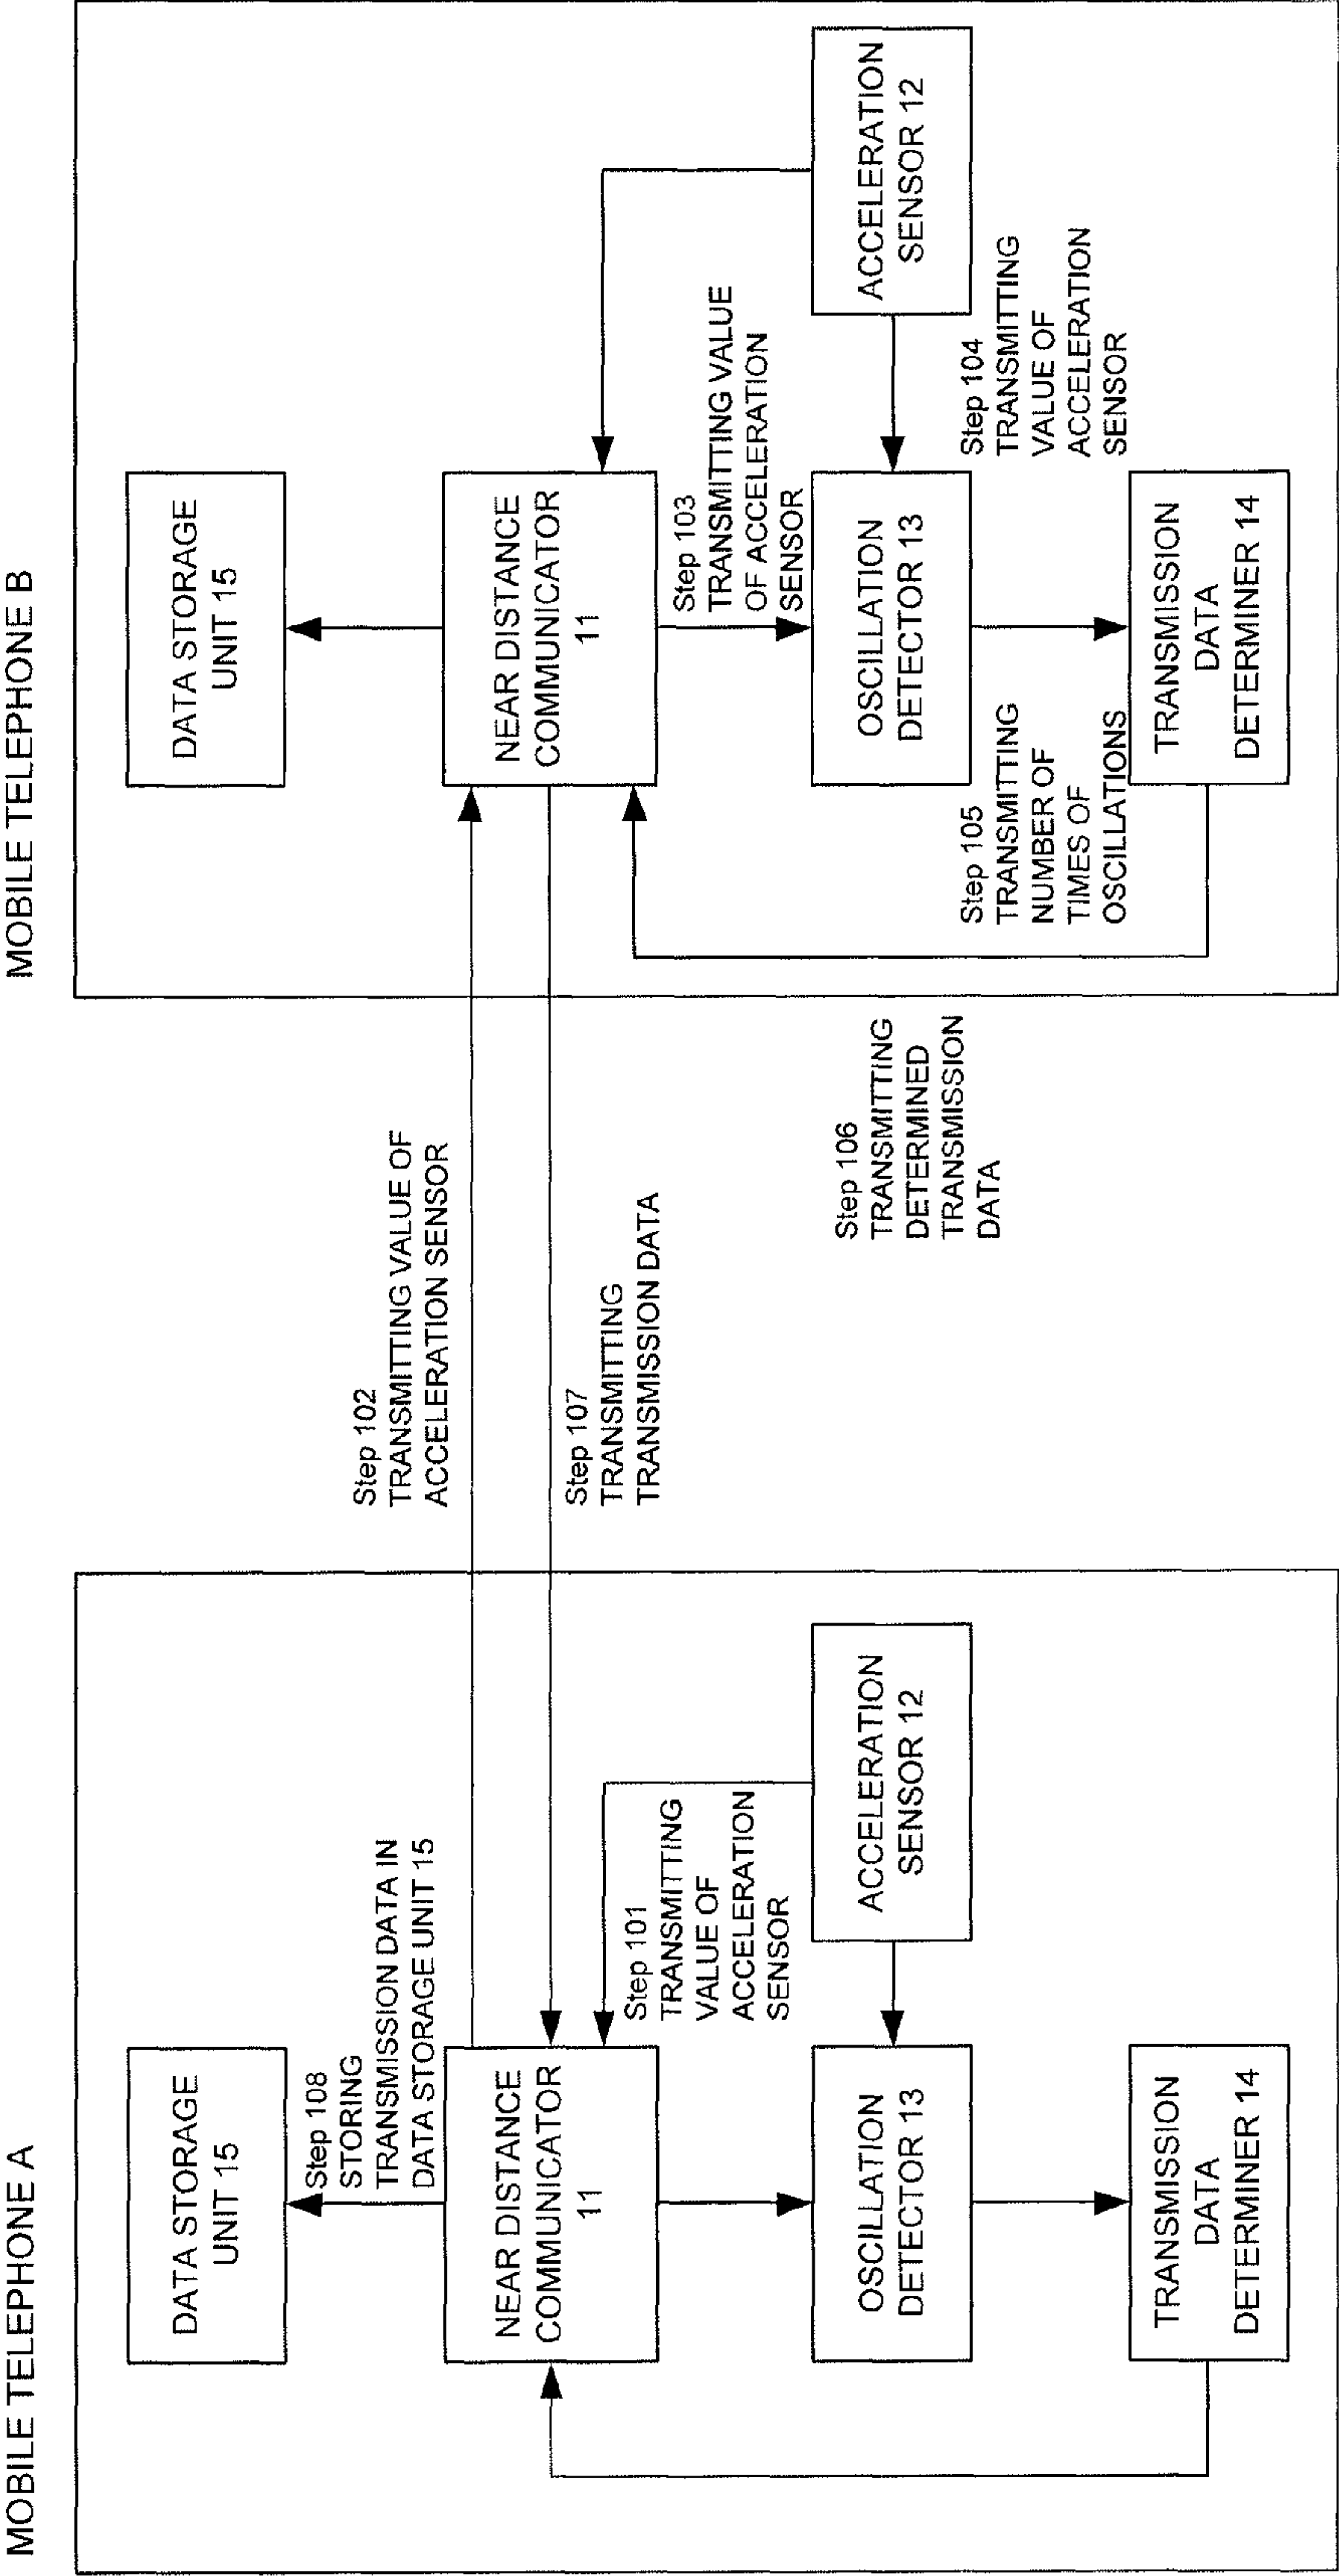 MOBILE TELEPHONE A
DATA STORAGE
UNIT 15
Step 108
STORING
TRANSMISSION DATA IN
DATA STORAGE UNIT 15
NEAR DISTANCE
COMMUNICATOR
11
Step 101
TRANSMITTING
VALUE OF
ACCELERATION
SENSOR
OSCILLATION
DETECTOR 13
ACCELERATION
SENSOR 12
TRANSMISSION
DATA
DETERMINER 14
Step 102
TRANSMITTING VALUE OF
ACCELERATION SENSOR
Step 107
TRANSMITTING
TRANSMISSION DATA
Step 106
TRANSMITTING
DETERMINED
TRANSMISSION
DATA
MOBILE TELEPHONE B
DATA STORAGE
UNIT 15
NEAR DISTANCE
COMMUNICATOR
11
Step 103
TRANSMITTING VALUE
OF ACCELERATION
SENSOR
OSCILLATION
DETECTOR 13
ACCELERATION
SENSOR 12
Step 105
TRANSMITTING
NUMBER OF
TIMES OF
OSCILLATIONS
Step 104
TRANSMITTING
VALUE OF
ACCELERATION
SENSOR
TRANSMISSION
DATA
DETERMINER 14